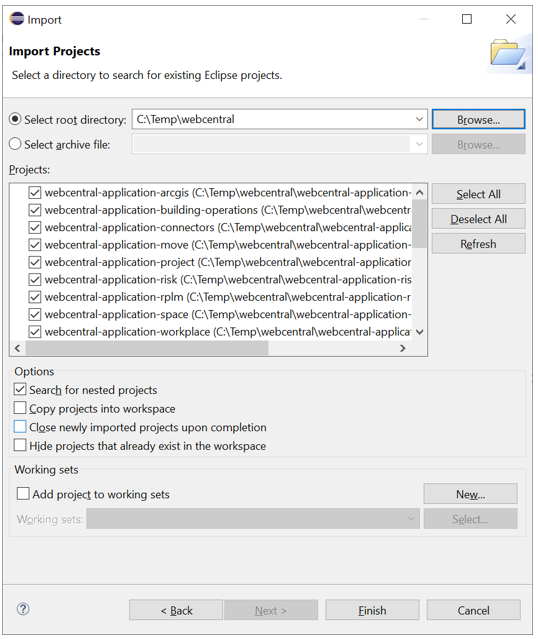 Import
Import Projects
Select a directory to search for existing Eclipse projects.
Select root directory: C:\Temp\webcentral Browse...
Select archive file: Browse...
Projects:
webcentral-application-arcgis (C:\Temp\webcentral\webcentral-application- Select All
webcentral-application-building-operations (C:\Temp\webcentral\webcentr
Deselect All
webcentral-application-connectors (C:\Temp\webcentral\webcentral-applica
webcentral-application-move (C:\Temp\webcentral\webcentral-application- Refresh
webcentral-application-project (C:\Temp\webcentral\webcentral-application
webcentral-application-risk (C:\Temp\webcentral\webcentral-application-ris
webcentral-application-rplm (C:\Temp\webcentral\webcentral-application-r
webcentral-application-space (C:\Temp\webcentral\webcentral-application-
webcentral-application-workplace (C:\Temp\webcentral\webcentral-applicat
Options
Search for nested projects
Copy projects into workspace
Close newly imported projects upon completion
Hide projects that already exist in the workspace
Working sets
Add project to working sets New...
Working sets: Select...
? < Back Next > Finish Cancel